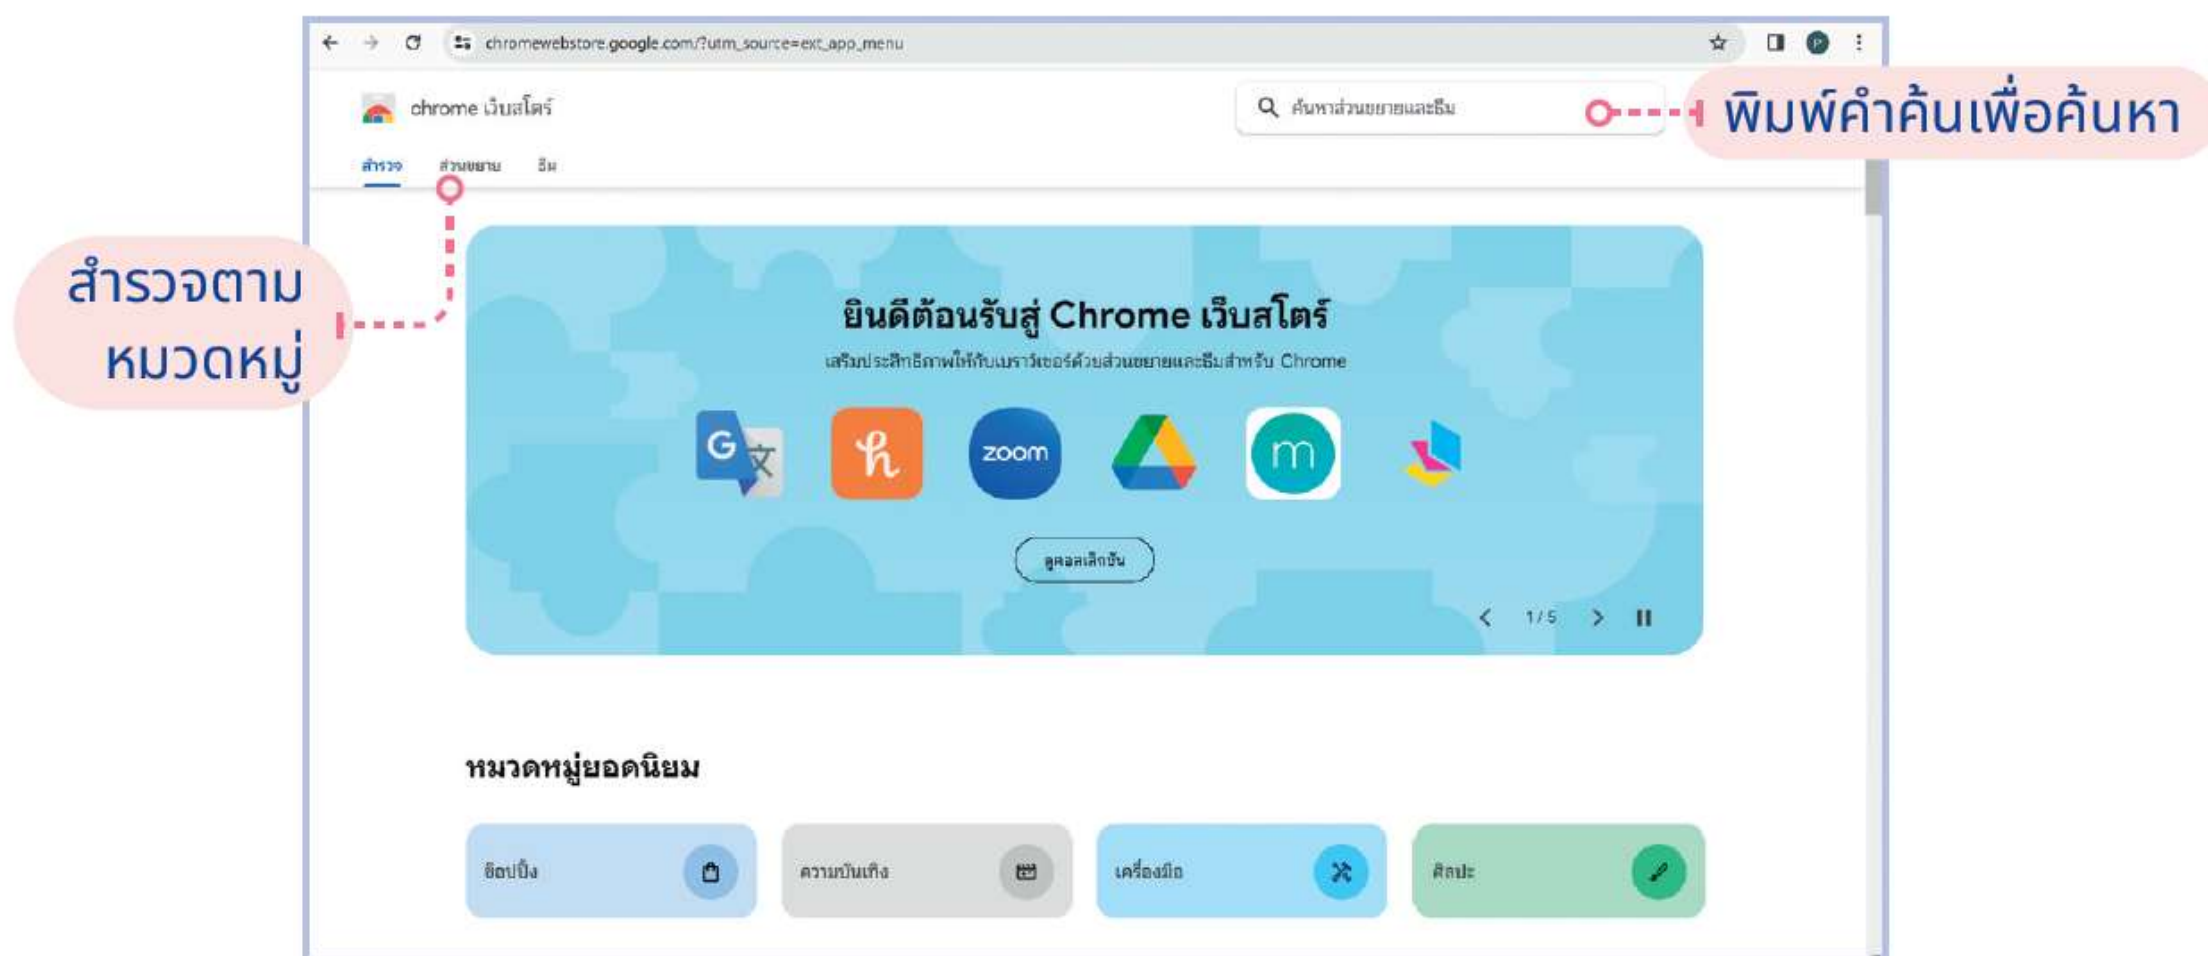 chromewebstore.google.com/?utm_source=ext_app_menu
P
chrome เว็บสโตร์
ค้นหาส่วนขยายและธีม
พิมพ์คำค้นเพื่อค้นหา
สำรวจ ส่วนขยาย ธีม
สำรวจตาม
หมวดหมู่
ยินดีต้อนรับสู่ Chrome เว็บสโตร์
เสริมประสิทธิภาพให้กับเบราว์เซอร์ด้วยส่วนขยายและธีมสำหรับ Chrome
G 文 h zoom m
ดูคอลเล็กชัน
1/5
หมวดหมู่ยอดนิยม
ช็อปปิ้ง ความบันเทิง เครื่องมือ ศิลปะ